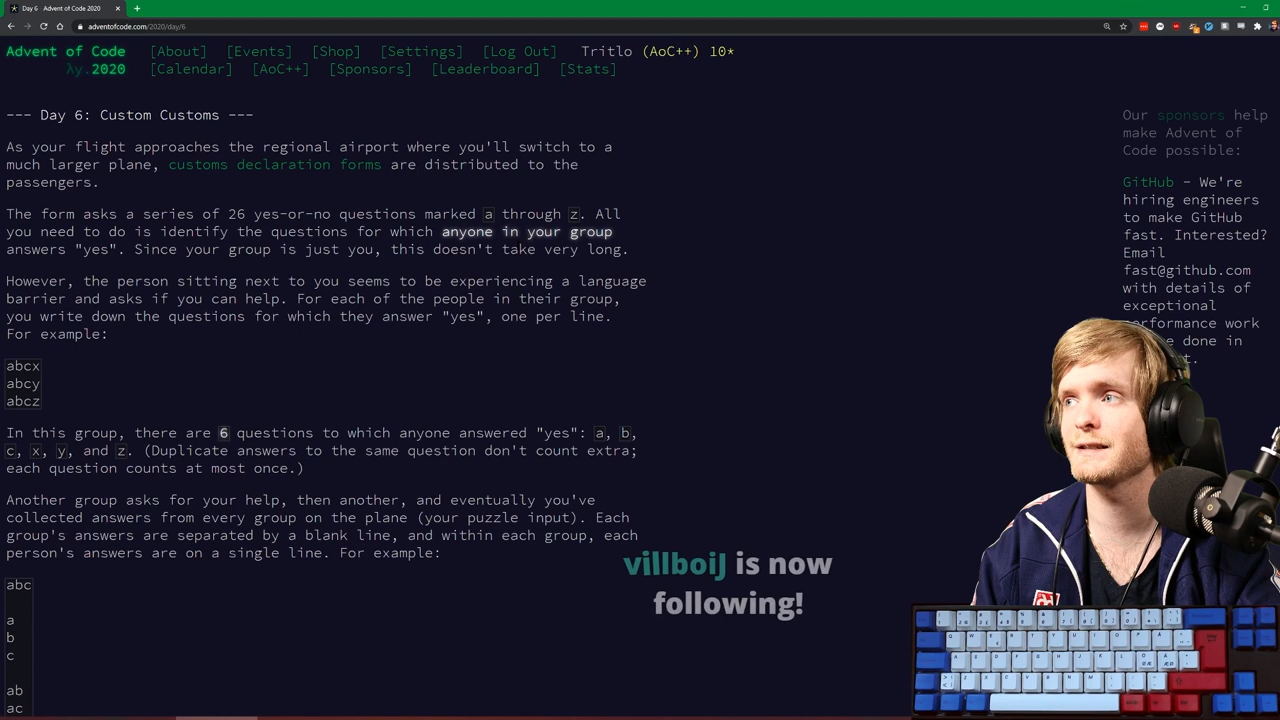 Day 6 - Advent of Code 2020
adventofcode.com/2020/day/6
Advent of Code [About] [Events] [Shop] [Settings] [Log Out] Tritlo (AoC++) 10*
λy.2020 [Calendar] [AoC++] [Sponsors] [Leaderboard] [Stats]
--- Day 6: Custom Customs ---
As your flight approaches the regional airport where you'll switch to a
much larger plane, customs declaration forms are distributed to the
passengers.
The form asks a series of 26 yes-or-no questions marked a through z. All
you need to do is identify the questions for which anyone in your group
answers "yes". Since your group is just you, this doesn't take very long.
However, the person sitting next to you seems to be experiencing a language
barrier and asks if you can help. For each of the people in their group,
you write down the questions for which they answer "yes", one per line.
For example:
abcx
abcy
abcz
In this group, there are 6 questions to which anyone answered "yes": a, b,
c, x, y, and z. (Duplicate answers to the same question don't count extra;
each question counts at most once.)
Another group asks for your help, then another, and eventually you've
collected answers from every group on the plane (your puzzle input). Each
group's answers are separated by a blank line, and within each group, each
person's answers are on a single line. For example:
abc
a
b
c
ab
ac
Our sponsors help
make Advent of
Code possible:
GitHub - We're
hiring engineers
to make GitHub
fast. Interested?
Email
fast@github.com
with details of
exceptional
performance work
done in
villboiJ is now
following!